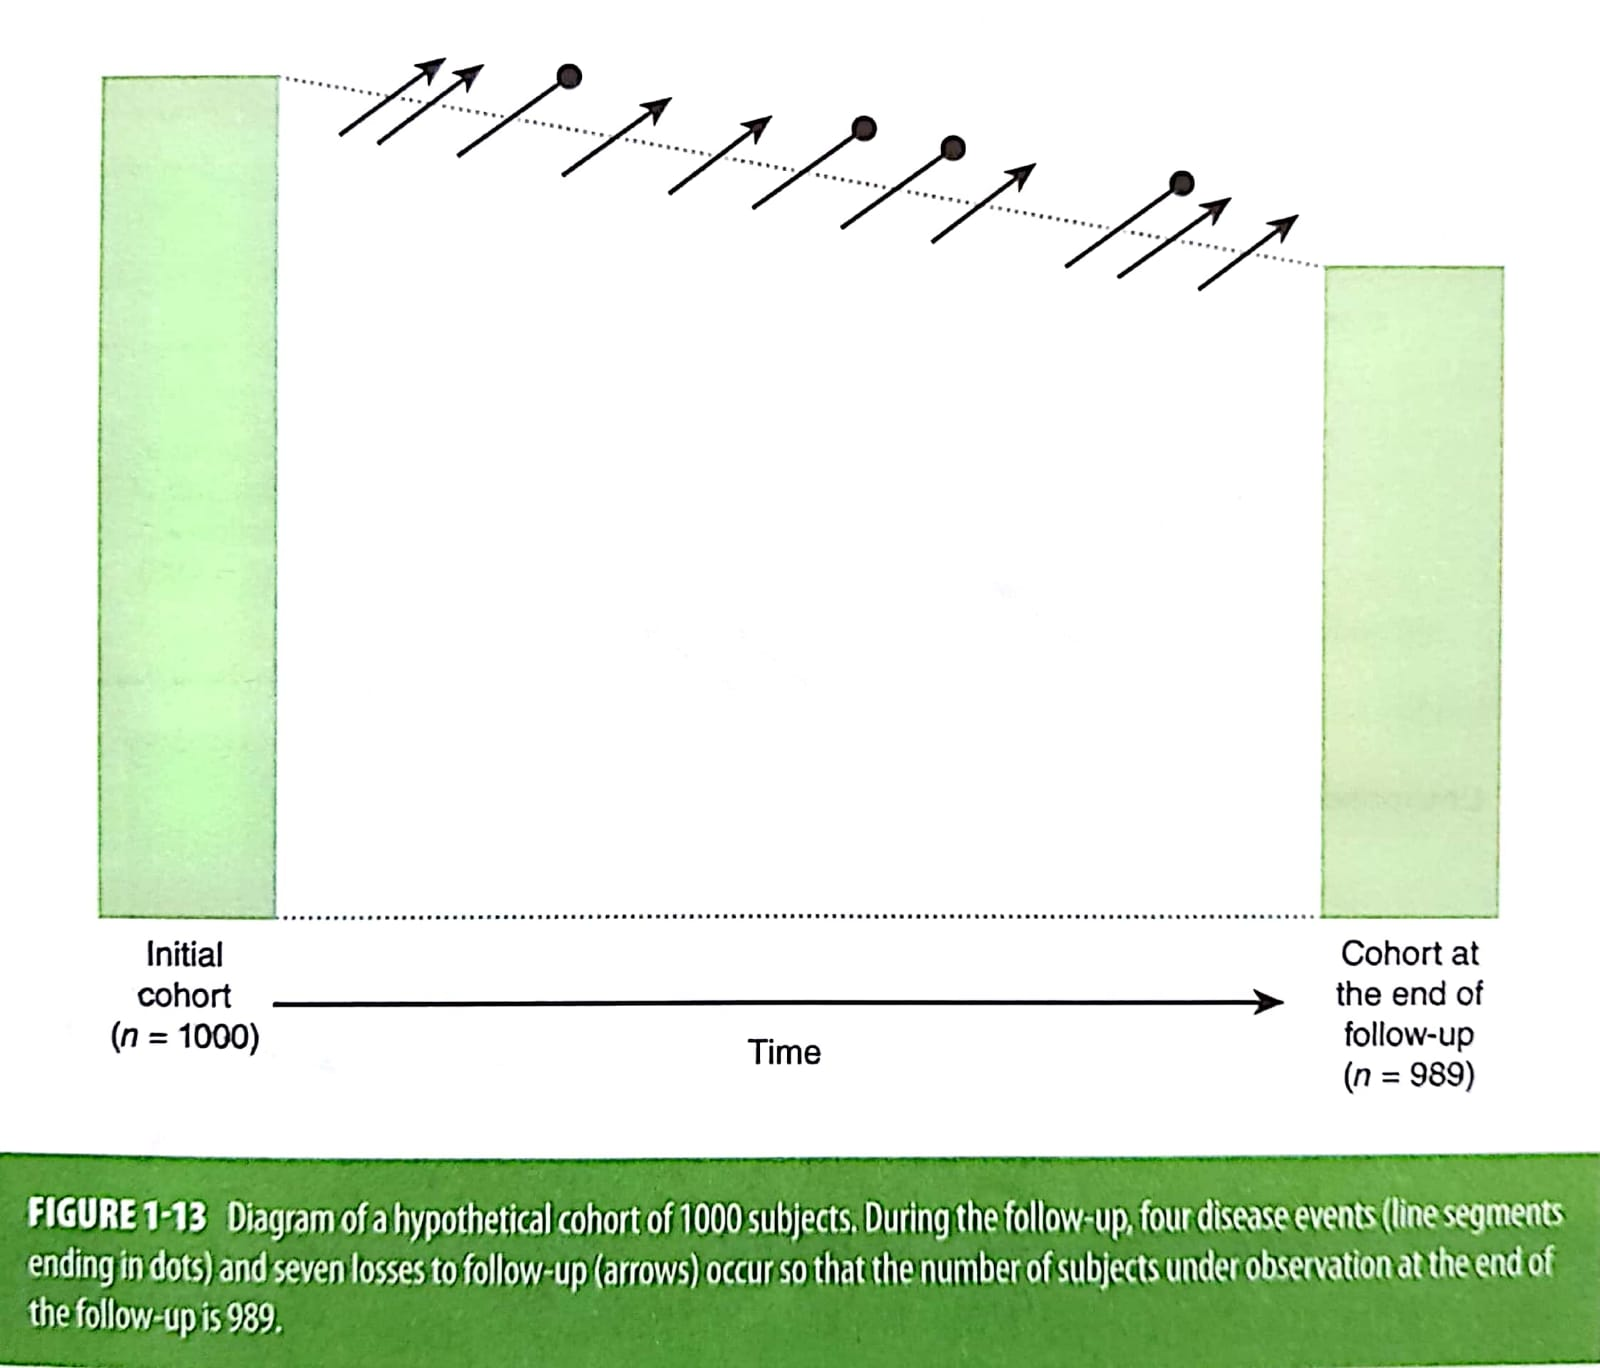 Initial
cohort
(n = 1000)
Time
Cohort at
the end of
follow-up
(n = 989)
FIGURE 1-13 Diagram of a hypothetical cohort of 1000 subjects. During the follow-up, four disease events (line segments
ending in dots) and seven losses to follow-up (arrows) occur so that the number of subjects under observation at the end of
the follow-up is 989.